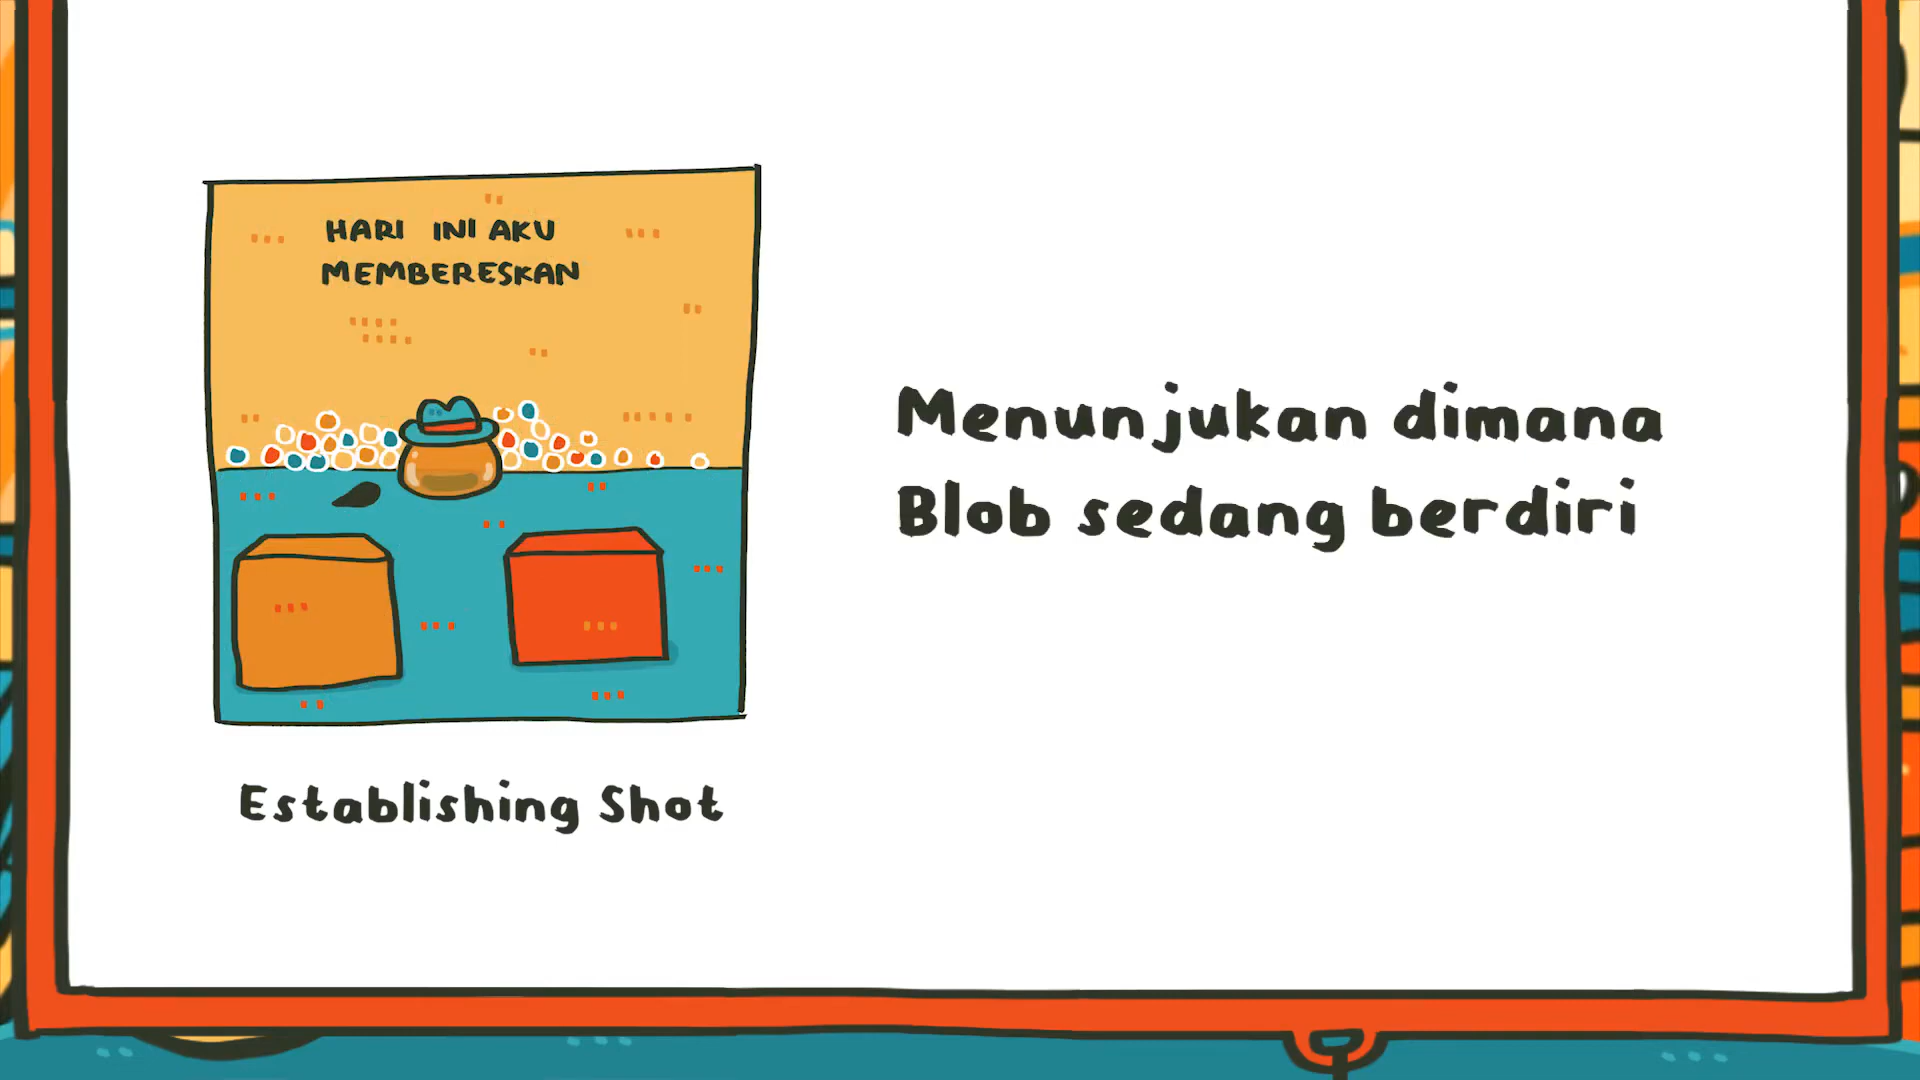 HARI INI AKU
MEMBERESKAN
Establishing Shot
Menunjukan dimana
Blob sedang berdiri